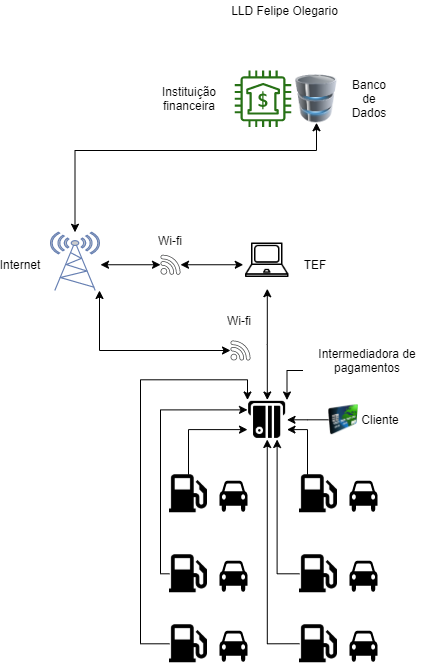 LLD Felipe Olegario
Instituição
financeira
$
Banco
de
Dados
Wi-fi
Internet
TEF
Wi-fi
Intermediadora de
pagamentos
Cliente